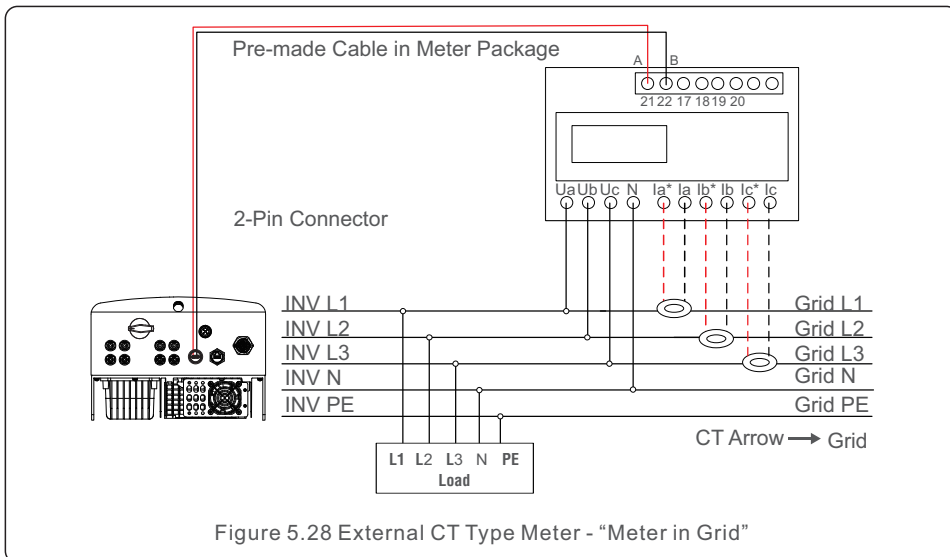 Pre-made Cable in Meter Package
A B
21 22 17 18 19 20
Ua Ub Uc N Ia* Ia Ib* Ib Ic* Ic
2-Pin Connector
INV L1 Grid L1
INV L2 Grid L2
INV L3 Grid L3
INV N Grid N
INV PE Grid PE
CT Arrow → Grid
L1 L2 L3 N PE
Load
Figure 5.28 External CT Type Meter - “Meter in Grid”